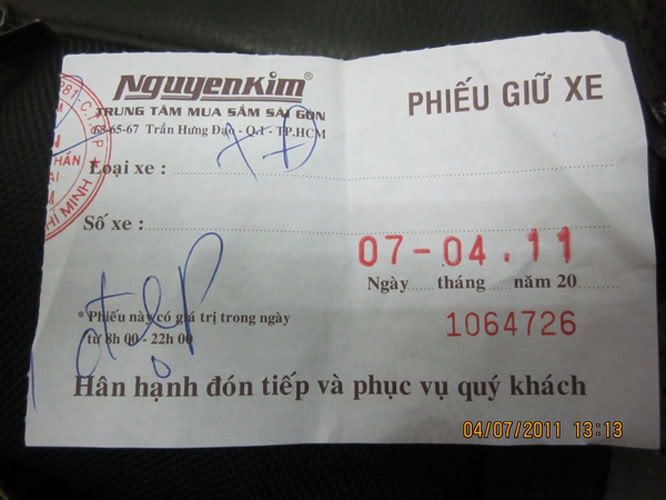 NguyenKim®
TRUNG TÂM MUA SẮM SÀI GÒN
63-65-67 Trần Hưng Đạo - Q.1 - TP.HCM
PHIẾU GIỮ XE
XĐ
Loại xe :
Số xe :
07-04.11
Ngày......tháng......năm 20......
* Phiếu này có giá trị trong ngày
từ 8h 00 - 22h 00
1064726
Hân hạnh đón tiếp và phục vụ quý khách
04/07/2011 13:13